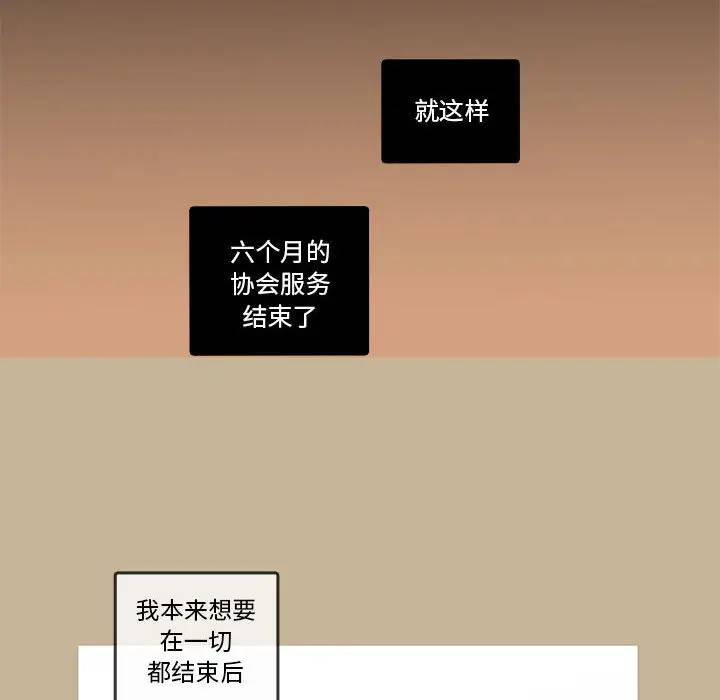 就这样
六个月的
协会服务
结束了
我本来想要
在一切
都结束后